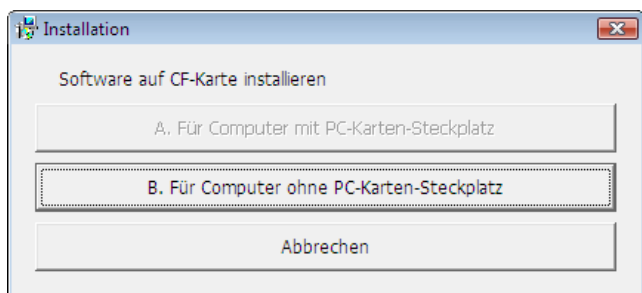 Installation
Software auf CF-Karte installieren
A. Für Computer mit PC-Karten-Steckplatz
B. Für Computer ohne PC-Karten-Steckplatz
Abbrechen